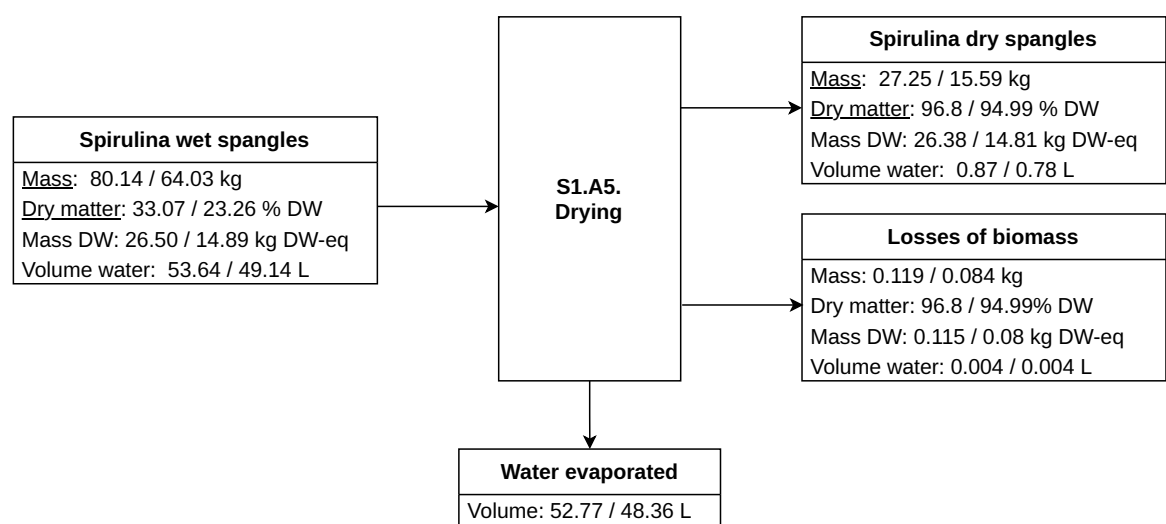 Spirulina wet spangles
Mass: 80.14 / 64.03 kg
Dry matter: 33.07 / 23.26 % DW
Mass DW: 26.50 / 14.89 kg DW-eq
Volume water: 53.64 / 49.14 L
S1.A5.
Drying
Spirulina dry spangles
Mass: 27.25 / 15.59 kg
Dry matter: 96.8 / 94.99 % DW
Mass DW: 26.38 / 14.81 kg DW-eq
Volume water: 0.87 / 0.78 L
Losses of biomass
Mass: 0.119 / 0.084 kg
Dry matter: 96.8 / 94.99% DW
Mass DW: 0.115 / 0.08 kg DW-eq
Volume water: 0.004 / 0.004 L
Water evaporated
Volume: 52.77 / 48.36 L